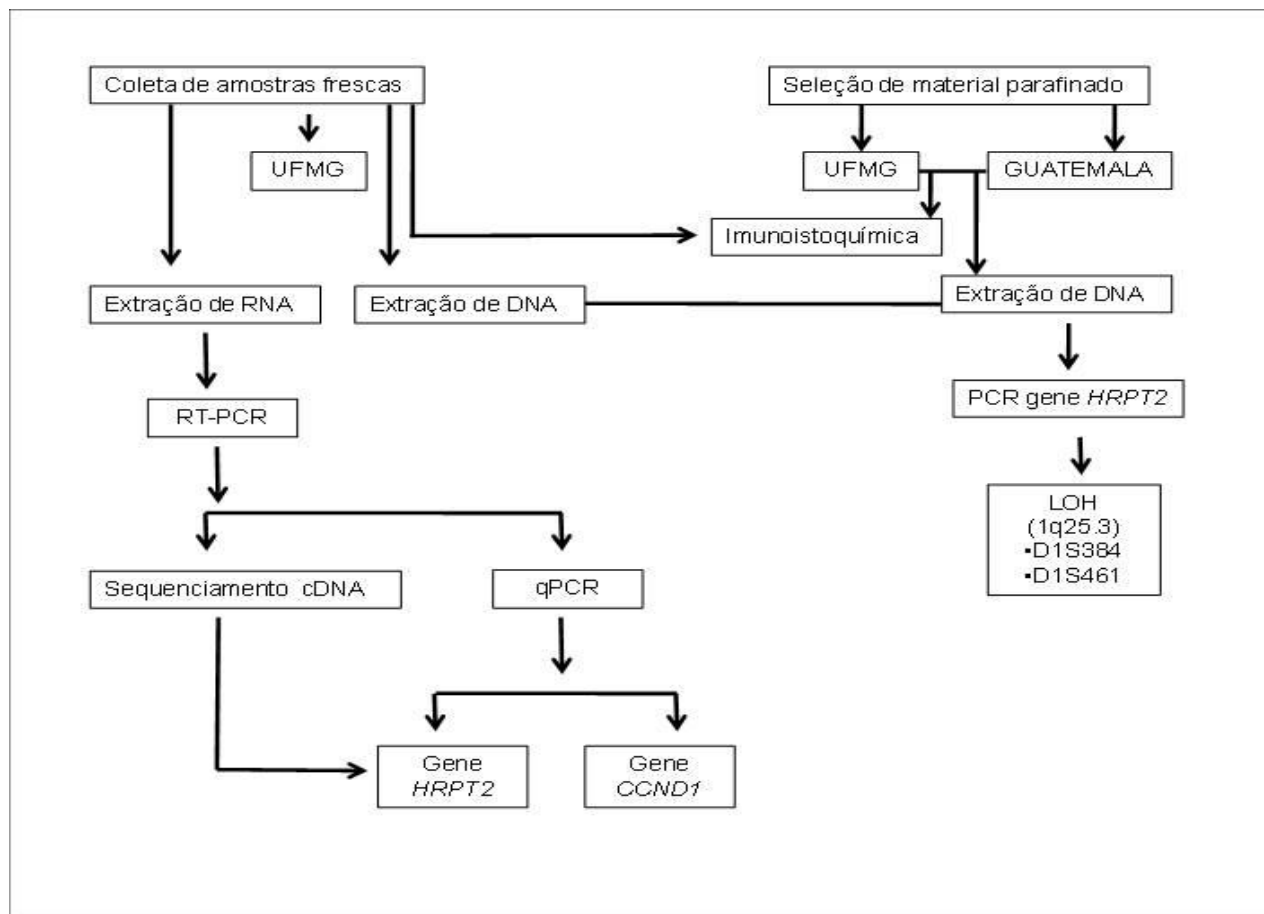 Coleta de amostras frescas
Seleção de material parafinado
UFMG
UFMG
GUATEMALA
Imunoistoquímica
Extração de RNA
Extração de DNA
Extração de DNA
RT-PCR
PCR gene HRPT2
LOH
(1q25.3)
▪D1S384
▪D1S461
Sequenciamento cDNA
qPCR
Gene
HRPT2
Gene
CCND1